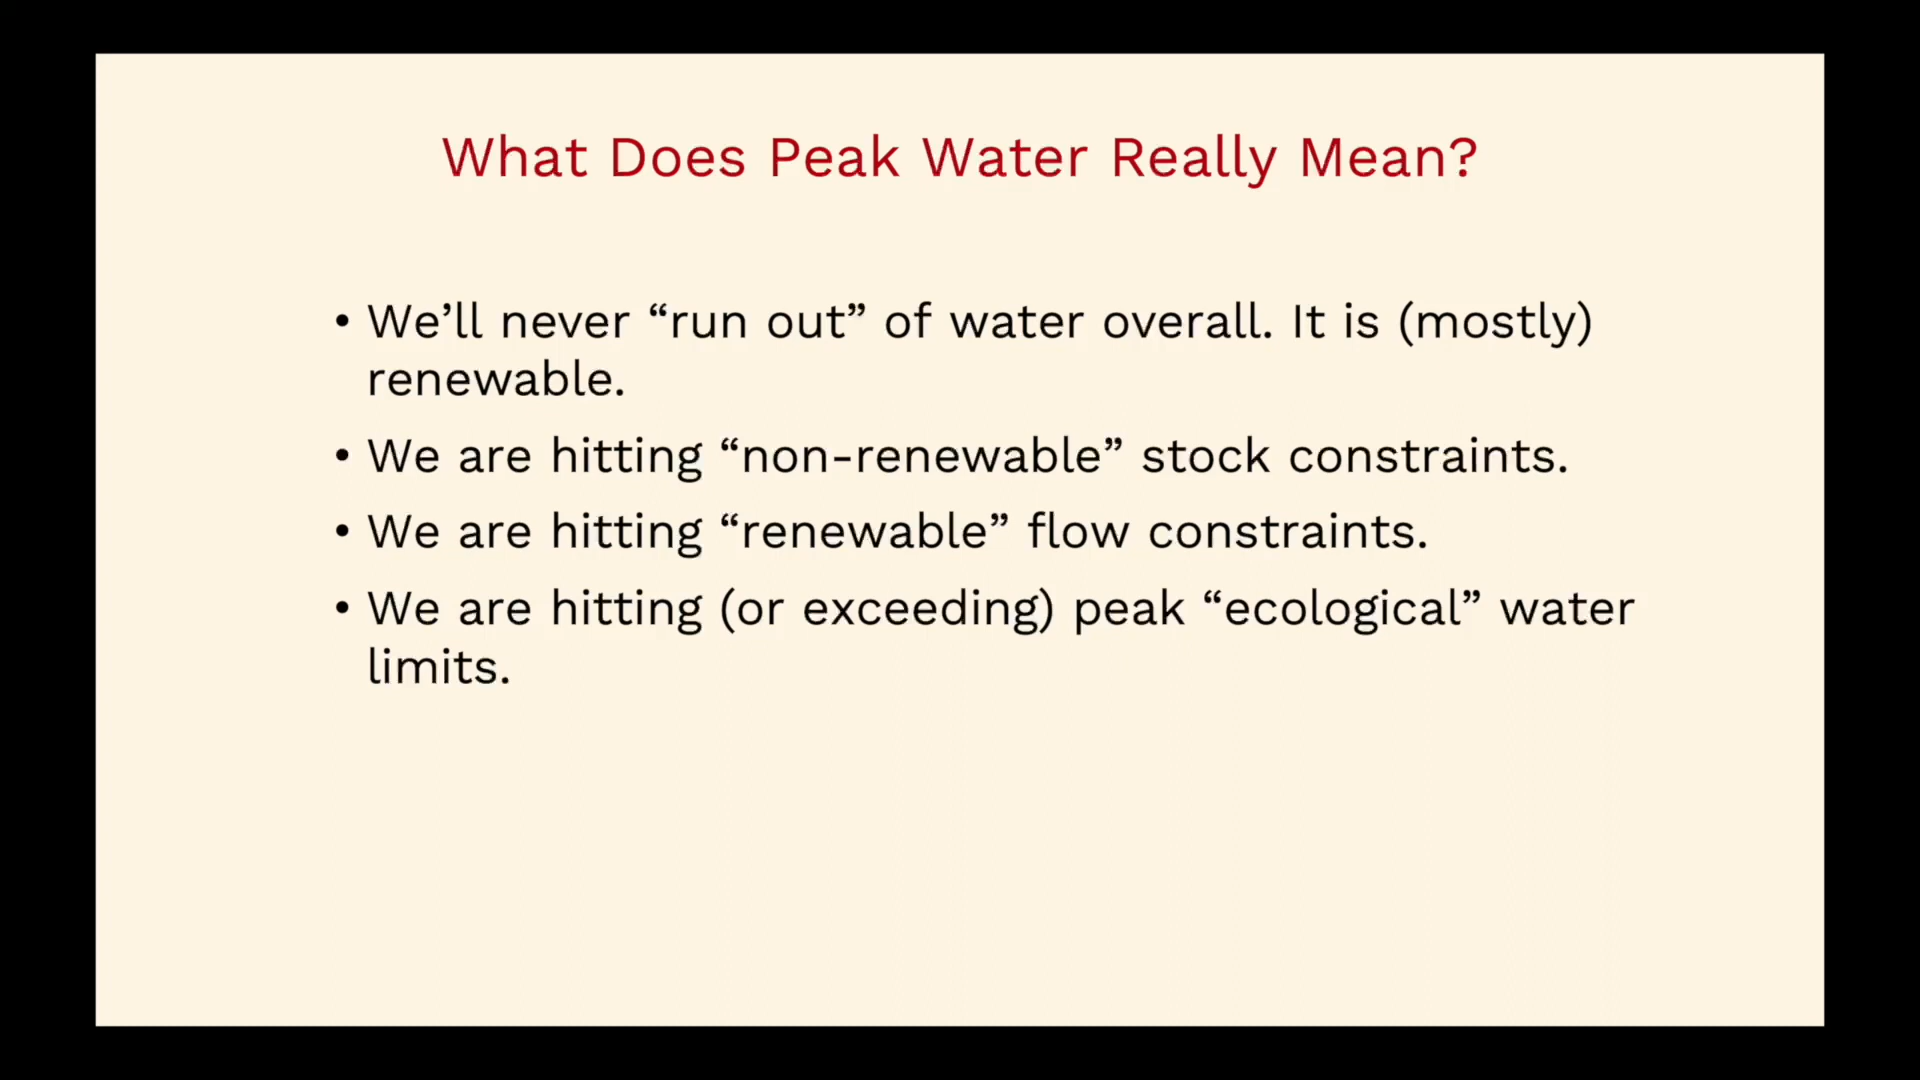 What Does Peak Water Really Mean?
• We’ll never “run out” of water overall. It is (mostly)
renewable.
• We are hitting “non-renewable” stock constraints.
• We are hitting “renewable” flow constraints.
• We are hitting (or exceeding) peak “ecological” water
limits.